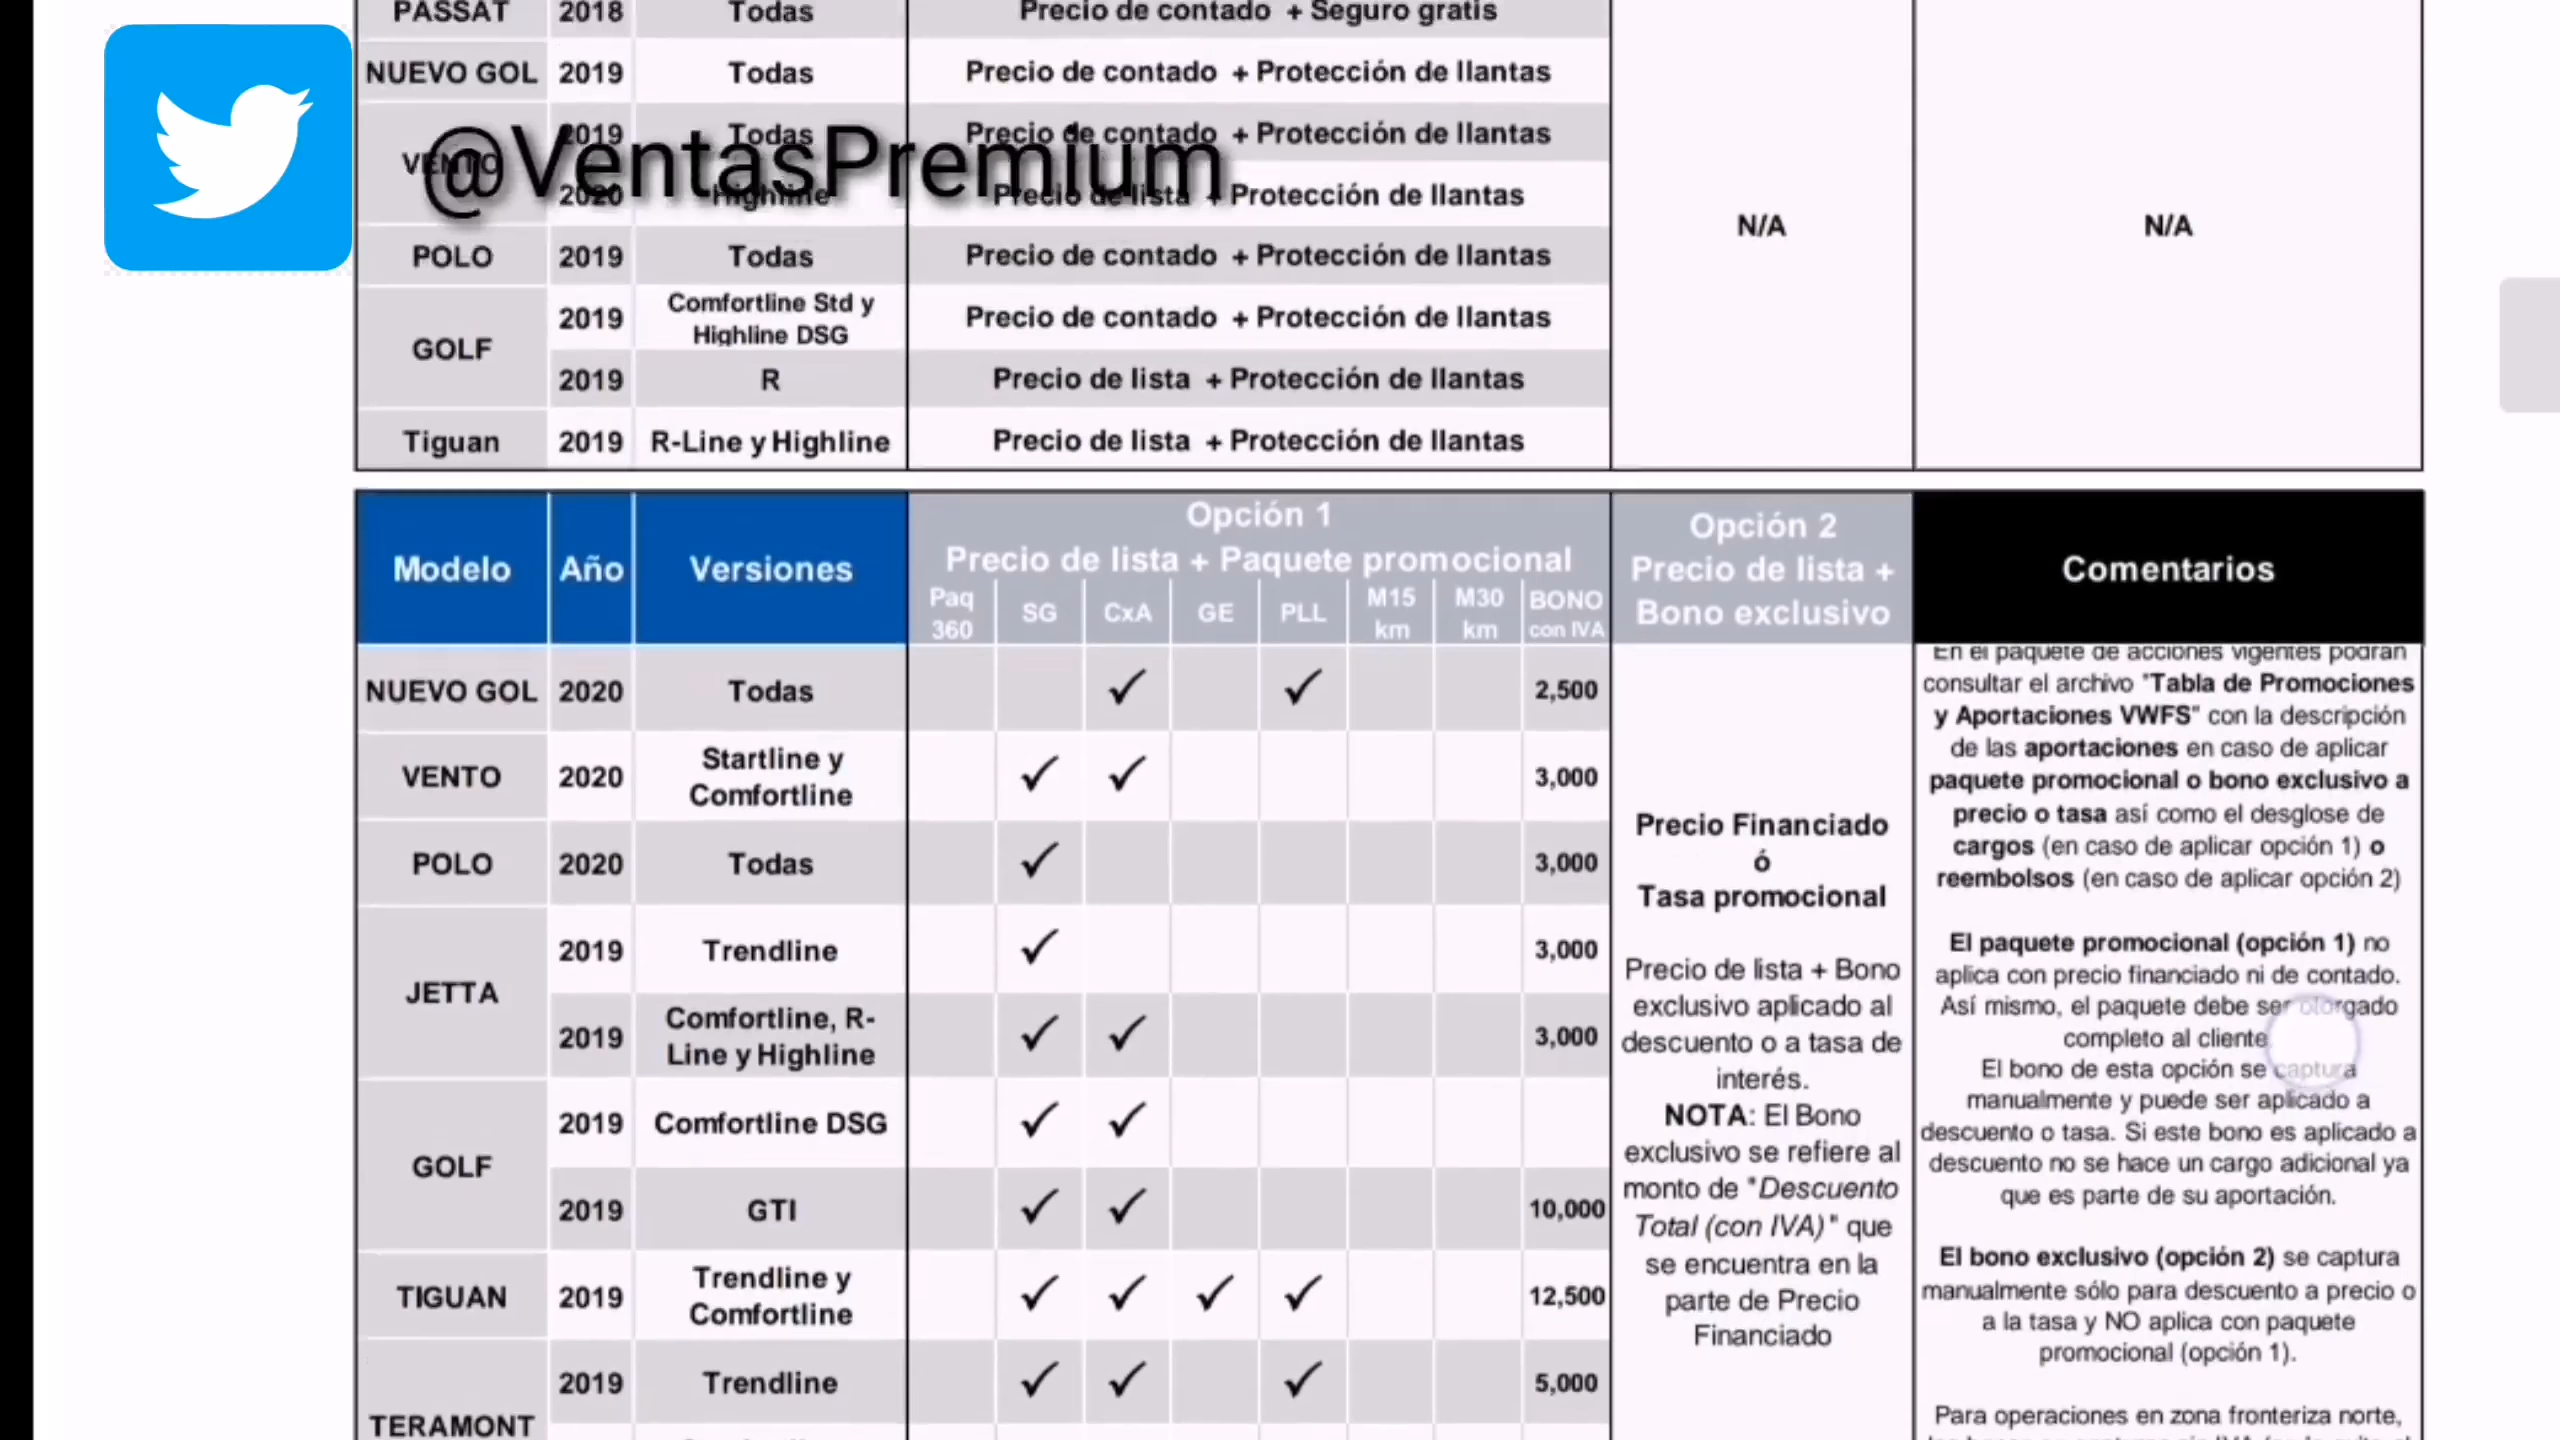 PASSAT 2018 Todas Precio de contado + Seguro gratis
NUEVO GOL 2019 Todas Precio de contado + Protección de llantas
VENTO 2019 Todas Precio de contado + Protección de llantas
@VentasPremium
2020 Highline Precio de lista + Protección de llantas
N/A N/A
POLO 2019 Todas Precio de contado + Protección de llantas
GOLF 2019 Comfortline Std y
Highline DSG Precio de contado + Protección de llantas
2019 R Precio de lista + Protección de llantas
Tiguan 2019 R-Line y Highline Precio de lista + Protección de llantas
Modelo Año Versiones
Opción 1
Precio de lista + Paquete promocional
Paq
360
SG
CxA
GE
PLL
M15
km
M30
km
BONO
con IVA
Opción 2
Precio de lista +
Bono exclusivo
Comentarios
NUEVO GOL 2020 Todas ✓ ✓ 2,500
VENTO 2020 Startline y
Comfortline ✓ ✓ 3,000
POLO 2020 Todas ✓ 3,000
JETTA 2019 Trendline ✓ 3,000
2019 Comfortline, R-
Line y Highline ✓ ✓ 3,000
GOLF 2019 Comfortline DSG ✓ ✓
2019 GTI ✓ ✓ 10,000
TIGUAN 2019 Trendline y
Comfortline ✓ ✓ ✓ ✓ 12,500
TERAMONT 2019 Trendline ✓ ✓ ✓ 5,000
Precio Financiado
ó
Tasa promocional
Precio de lista + Bono
exclusivo aplicado al
descuento o a tasa de
interés.
NOTA: El Bono
exclusivo se refiere al
monto de "Descuento
Total (con IVA)" que
se encuentra en la
parte de Precio
Financiado
En el paquete de acciones vigentes podrán
consultar el archivo "Tabla de Promociones
y Aportaciones VWFS" con la descripción
de las aportaciones en caso de aplicar
paquete promocional o bono exclusivo a
precio o tasa así como el desglose de
cargos (en caso de aplicar opción 1) o
reembolsos (en caso de aplicar opción 2)
El paquete promocional (opción 1) no
aplica con precio financiado ni de contado.
Así mismo, el paquete debe ser otorgado
completo al cliente
El bono de esta opción se captura
manualmente y puede ser aplicado a
descuento o tasa. Si este bono es aplicado a
descuento no se hace un cargo adicional ya
que es parte de su aportación.
El bono exclusivo (opción 2) se captura
manualmente sólo para descuento a precio o
a la tasa y NO aplica con paquete
promocional (opción 1).
Para operaciones en zona fronteriza norte,